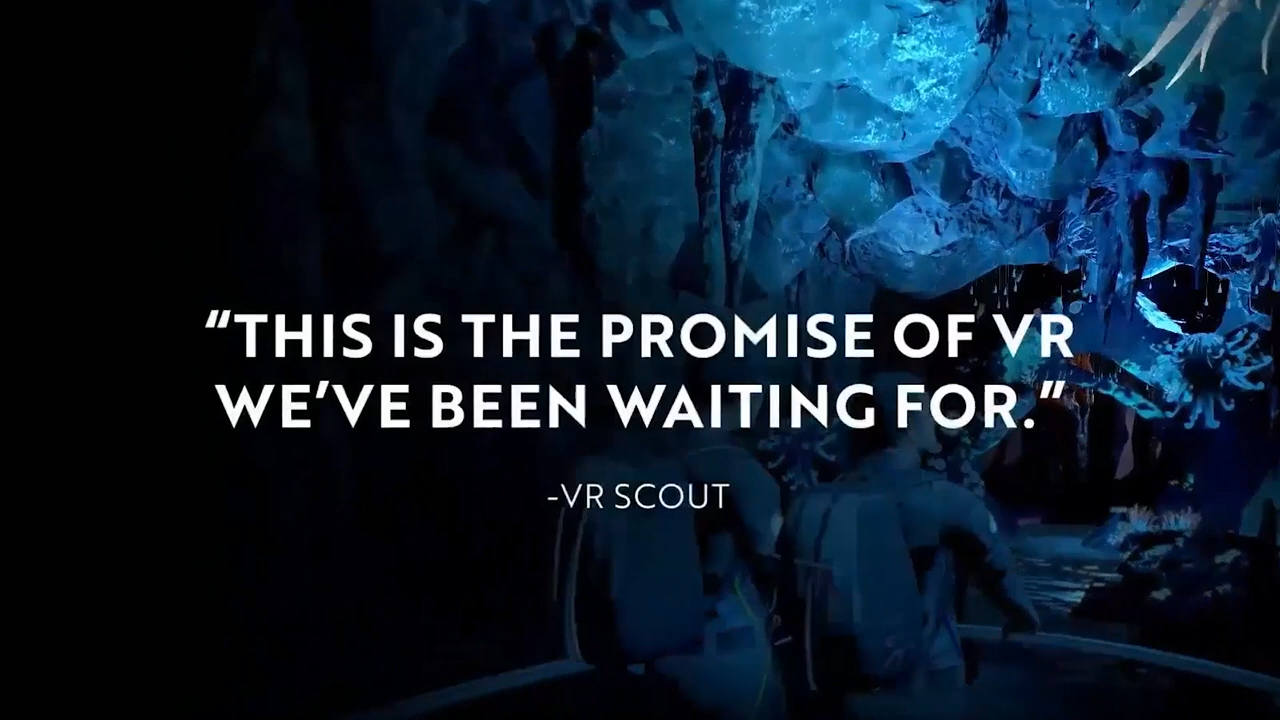 “THIS IS THE PROMISE OF VR
WE’VE BEEN WAITING FOR.”
-VR SCOUT